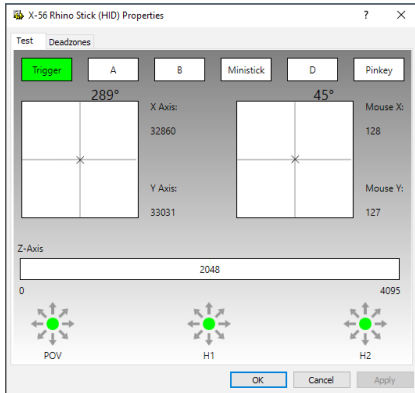 X-56 Rhino Stick (HID) Properties ? X
Test Deadzones
Trigger A B Ministick D Pinkey
289° 45°
X Axis: Mouse X:
32860 128
Y Axis: Mouse Y:
33031 127
Z-Axis
2048
0 4095
POV H1 H2
OK Cancel Apply